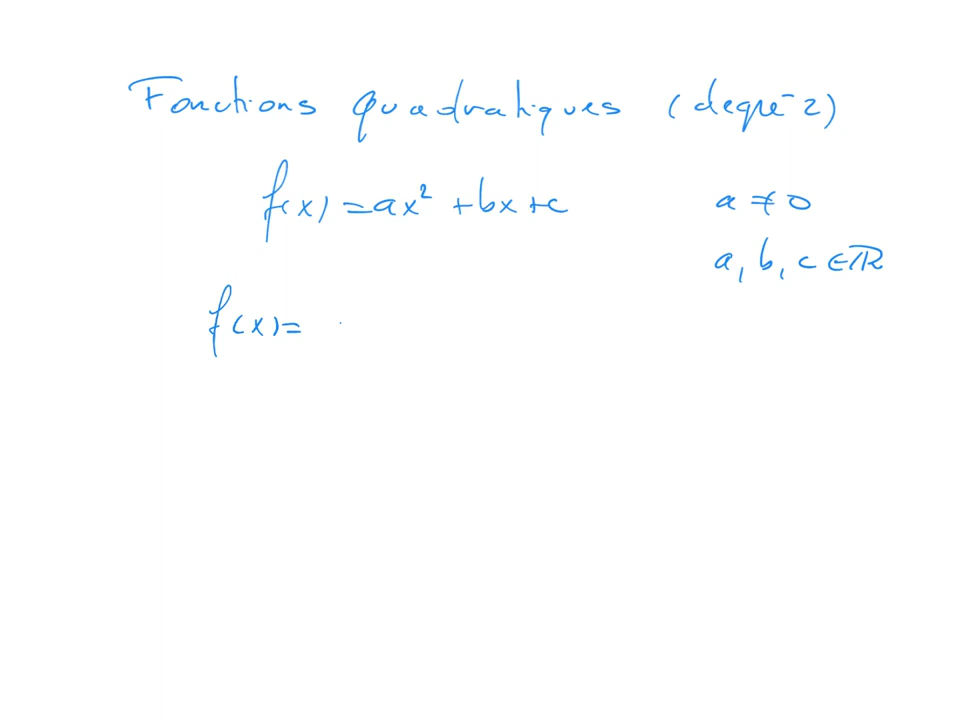 Fonctions quadratiques (degré 2)
f(x) = ax² + bx + c a ≠ 0
a, b, c ∈ ℝ
f(x) =